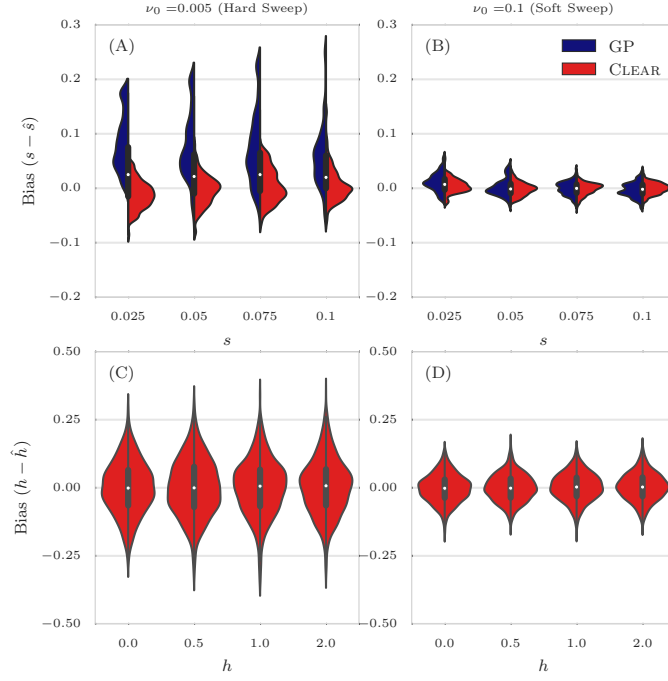 ν₀ =0.005 (Hard Sweep)
ν₀ =0.1 (Soft Sweep)
(A)
(B)
GP
CLEAR
Bias (s − ŝ)
0.3
0.2
0.1
0.0
−0.1
−0.2
0.3
0.2
0.1
0.0
−0.1
−0.2
0.025 0.05 0.075 0.1
0.025 0.05 0.075 0.1
s
s
(C)
(D)
Bias (h − ĥ)
0.50
0.25
0.00
−0.25
−0.50
0.50
0.25
0.00
−0.25
−0.50
0.0 0.5 1.0 2.0
0.0 0.5 1.0 2.0
h
h